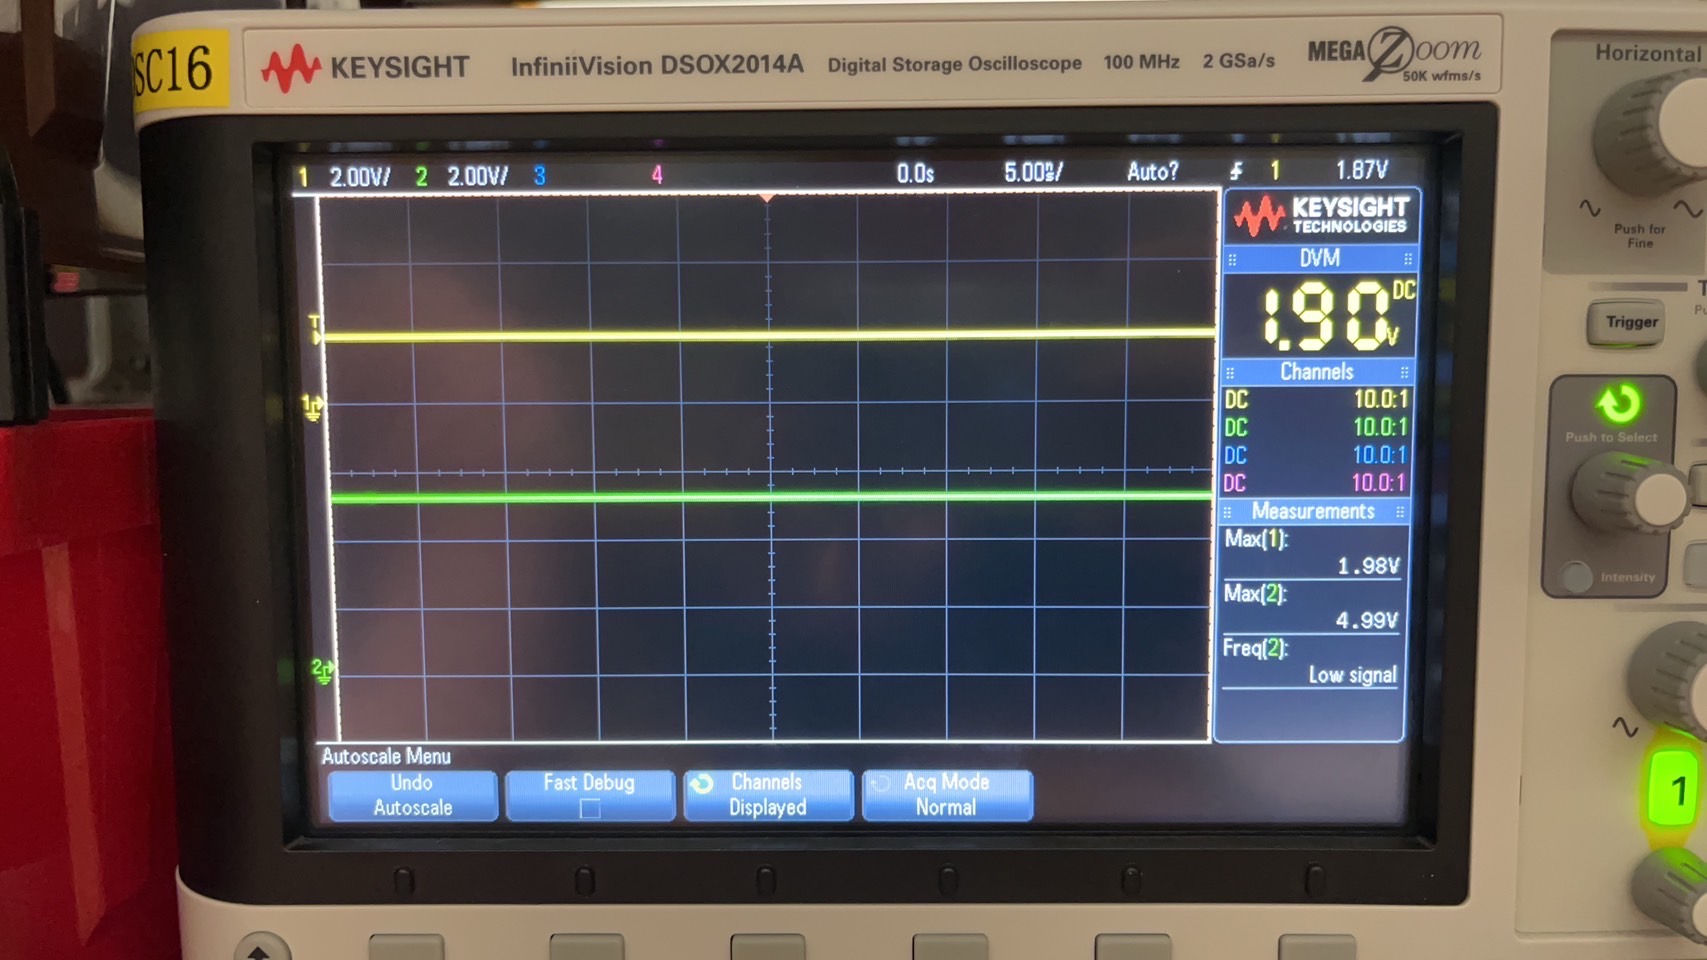 SC16
KEYSIGHT InfiniiVision DSOX2014A Digital Storage Oscilloscope 100 MHz 2 GSa/s MEGA Zoom
50K wfms/s
Horizontal
Push for
Fine
1 2.00V/ 2 2.00V/ 3 4 0.0s 5.00 Auto? 1 1.87V
KEYSIGHT
TECHNOLOGIES
DVM
1.90 DC
V
Channels
DC 10.0:1
DC 10.0:1
DC 10.0:1
DC 10.0:1
Measurements
Max(1):
1.98V
Max(2):
4.99V
Freq(2):
Low signal
T
1
2
Autoscale Menu
Undo
Autoscale
Fast Debug
Channels
Displayed
Acq Mode
Normal
Trigger
Push to Select
Intensity
1